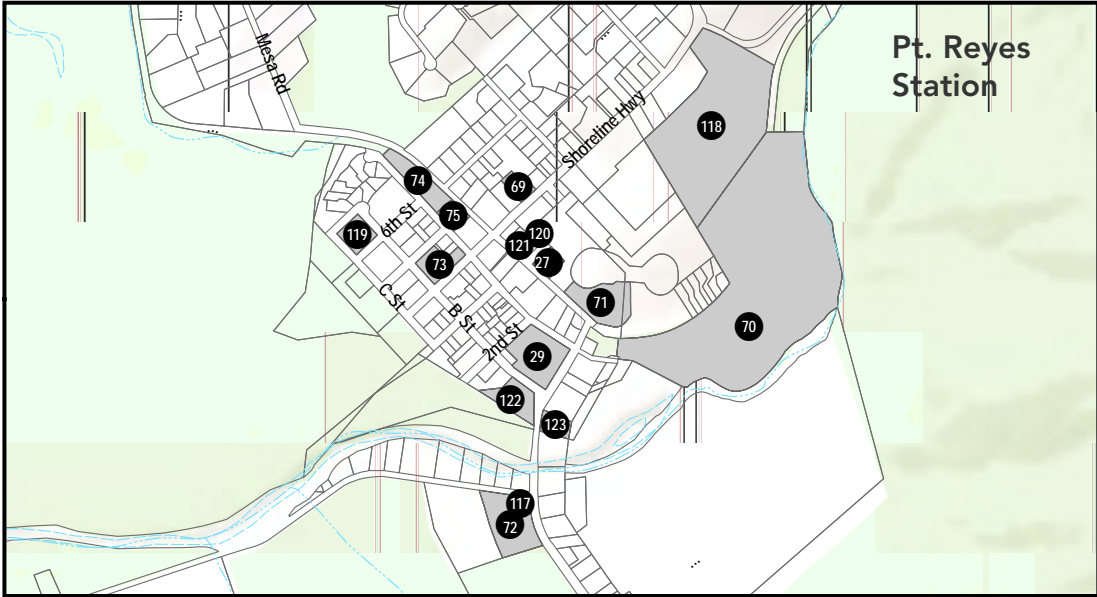 Pt. Reyes
Station
Mesa Rd
Shoreline Hwy
118
74
69
75
6th St
119
120
121
73
27
C St
71
B St
70
2nd St
29
122
123
117
72